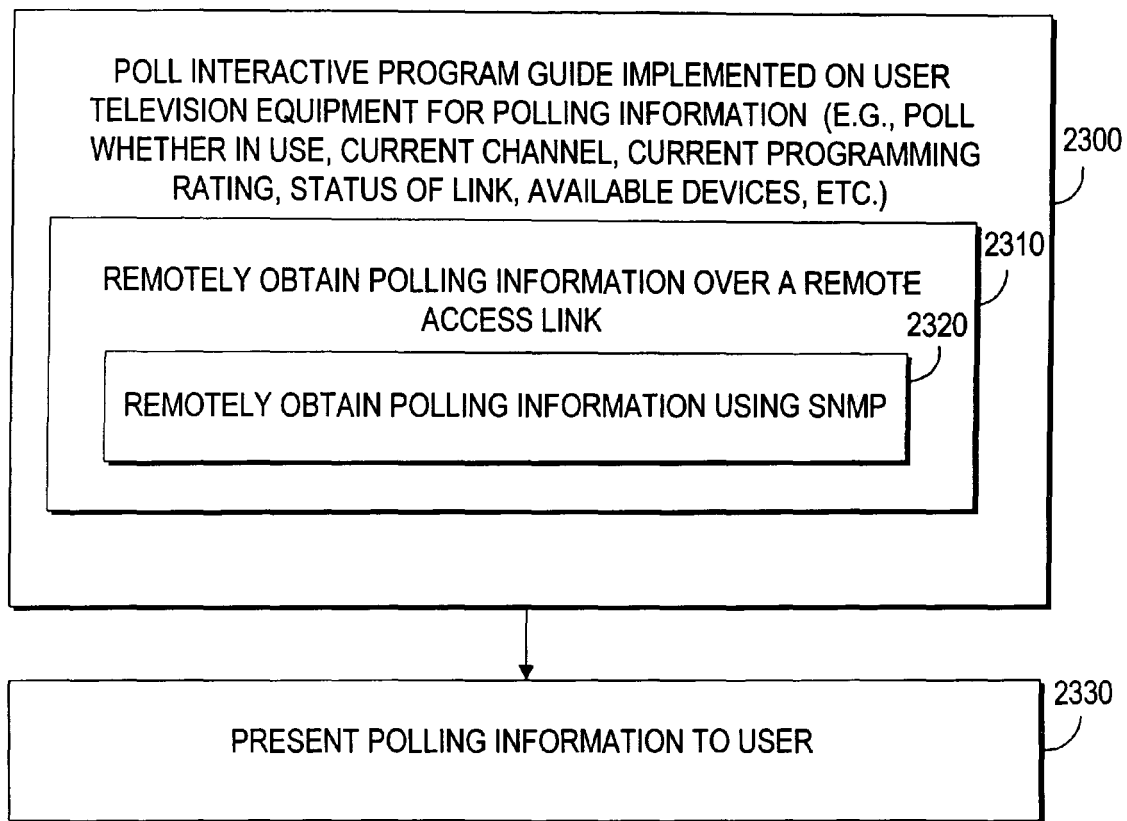 POLL INTERACTIVE PROGRAM GUIDE IMPLEMENTED ON USER
TELEVISION EQUIPMENT FOR POLLING INFORMATION (E.G., POLL
WHETHER IN USE, CURRENT CHANNEL, CURRENT PROGRAMMING
RATING, STATUS OF LINK, AVAILABLE DEVICES, ETC.)
2300
2310
REMOTELY OBTAIN POLLING INFORMATION OVER A REMOTE
ACCESS LINK
2320
REMOTELY OBTAIN POLLING INFORMATION USING SNMP
2330
PRESENT POLLING INFORMATION TO USER